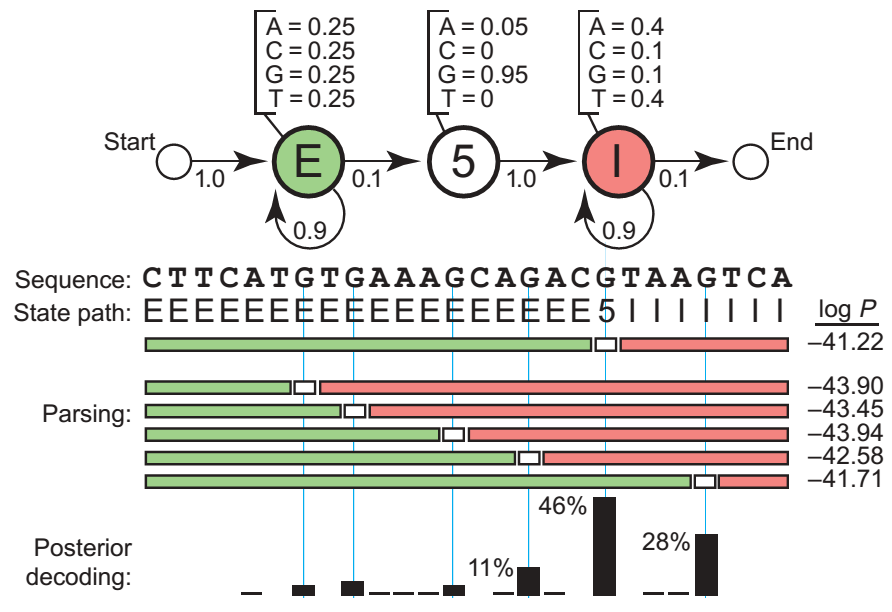 A = 0.25
C = 0.25
G = 0.25
T = 0.25
A = 0.05
C = 0
G = 0.95
T = 0
A = 0.4
C = 0.1
G = 0.1
T = 0.4
Start
E
5
I
End
1.0
0.1
1.0
0.1
0.9
0.9
Sequence: C T T C A T G T G A A A G C A G A C G T A A G T C A
State path: E E E E E E E E E E E E E E E E E E 5 I I I I I I I
log P
–41.22
–43.90
Parsing:
–43.45
–43.94
–42.58
–41.71
46%
28%
11%
Posterior
decoding: